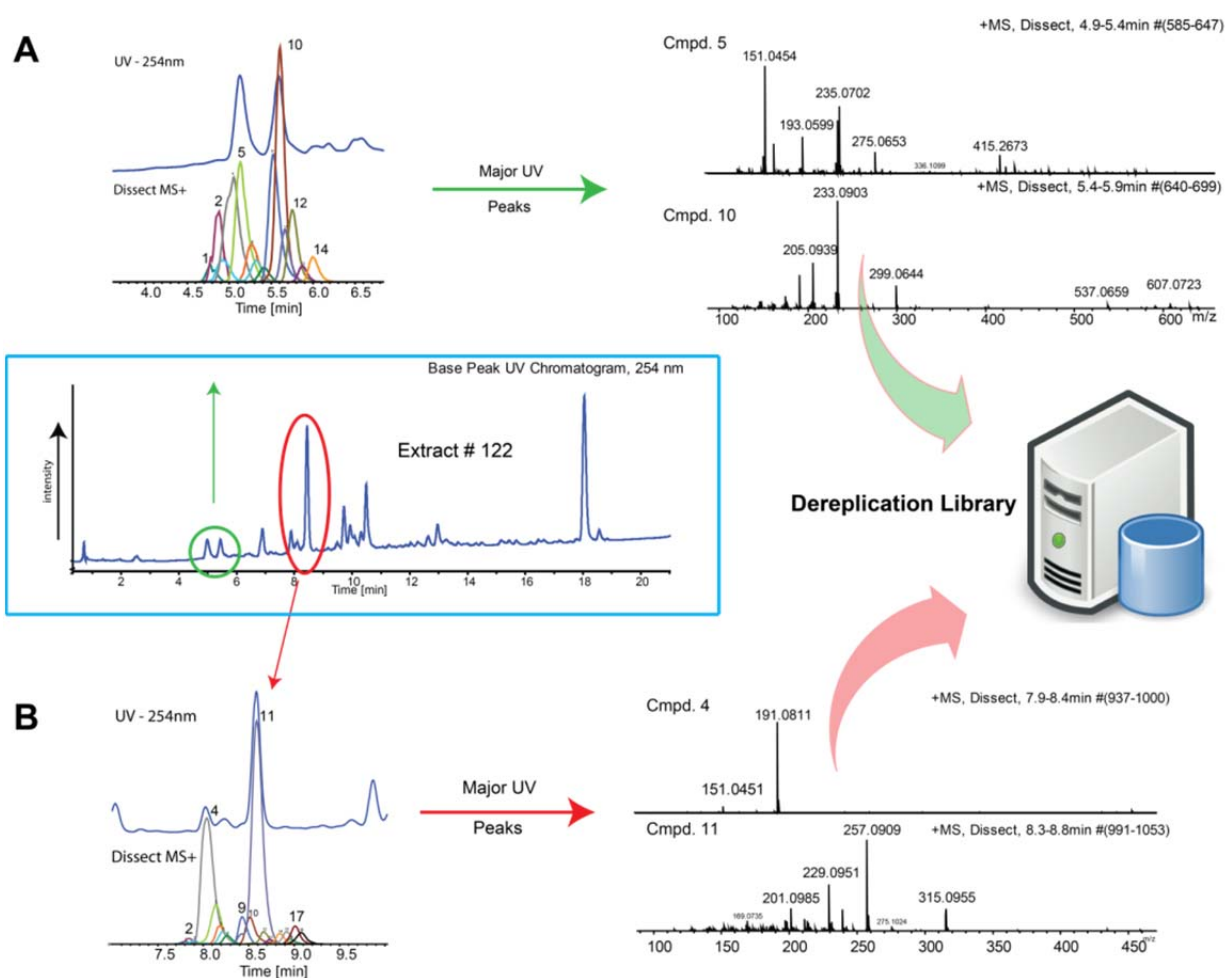 A
UV - 254nm
10
5
Dissect MS+
2
12
1
14
4.0 4.5 5.0 5.5 6.0 6.5
Time [min]
Major UV
Peaks
+MS, Dissect, 4.9-5.4min #(585-647)
Cmpd. 5
151.0454
235.0702
193.0599
275.0653
336.1099
415.2673
+MS, Dissect, 5.4-5.9min #(640-699)
Cmpd. 10
233.0903
205.0939
299.0644
537.0659
607.0723
100 200 300 400 500 600 m/z
Base Peak UV Chromatogram, 254 nm
intensity
Extract # 122
2 4 6 8 10 12 14 16 18 20
Time [min]
Dereplication Library
B
UV - 254nm
11
4
Dissect MS+
2
9
10
17
7.5 8.0 8.5 9.0 9.5
Time [min]
Major UV
Peaks
Cmpd. 4
+MS, Dissect, 7.9-8.4min #(937-1000)
191.0811
151.0451
Cmpd. 11
257.0909
+MS, Dissect, 8.3-8.8min #(991-1053)
229.0951
201.0985
169.0735
275.1024
315.0955
100 150 200 250 300 350 400 450 m/z